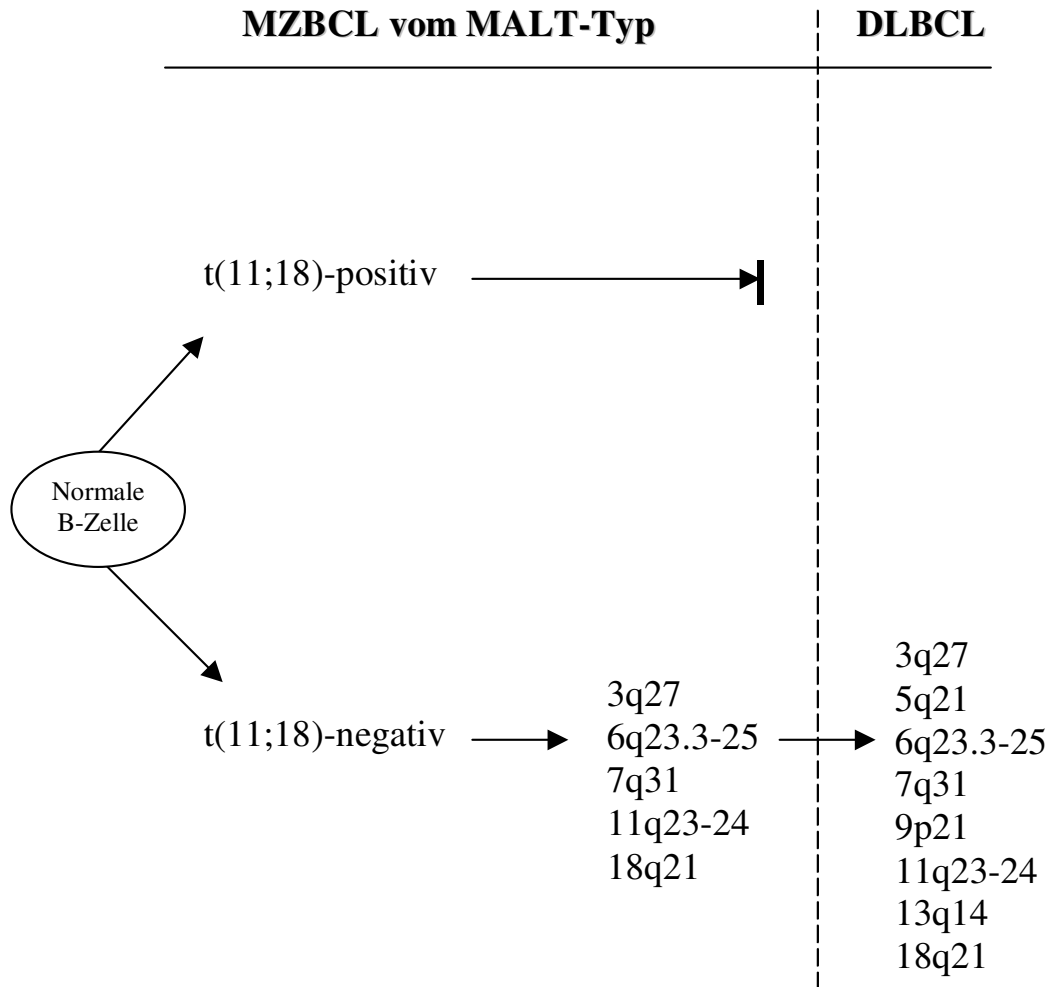 MZBCL vom MALT-Typ
DLBCL
t(11;18)-positiv
Normale
B-Zelle
t(11;18)-negativ
3q27
6q23.3-25
7q31
11q23-24
18q21
3q27
5q21
6q23.3-25
7q31
9p21
11q23-24
13q14
18q21